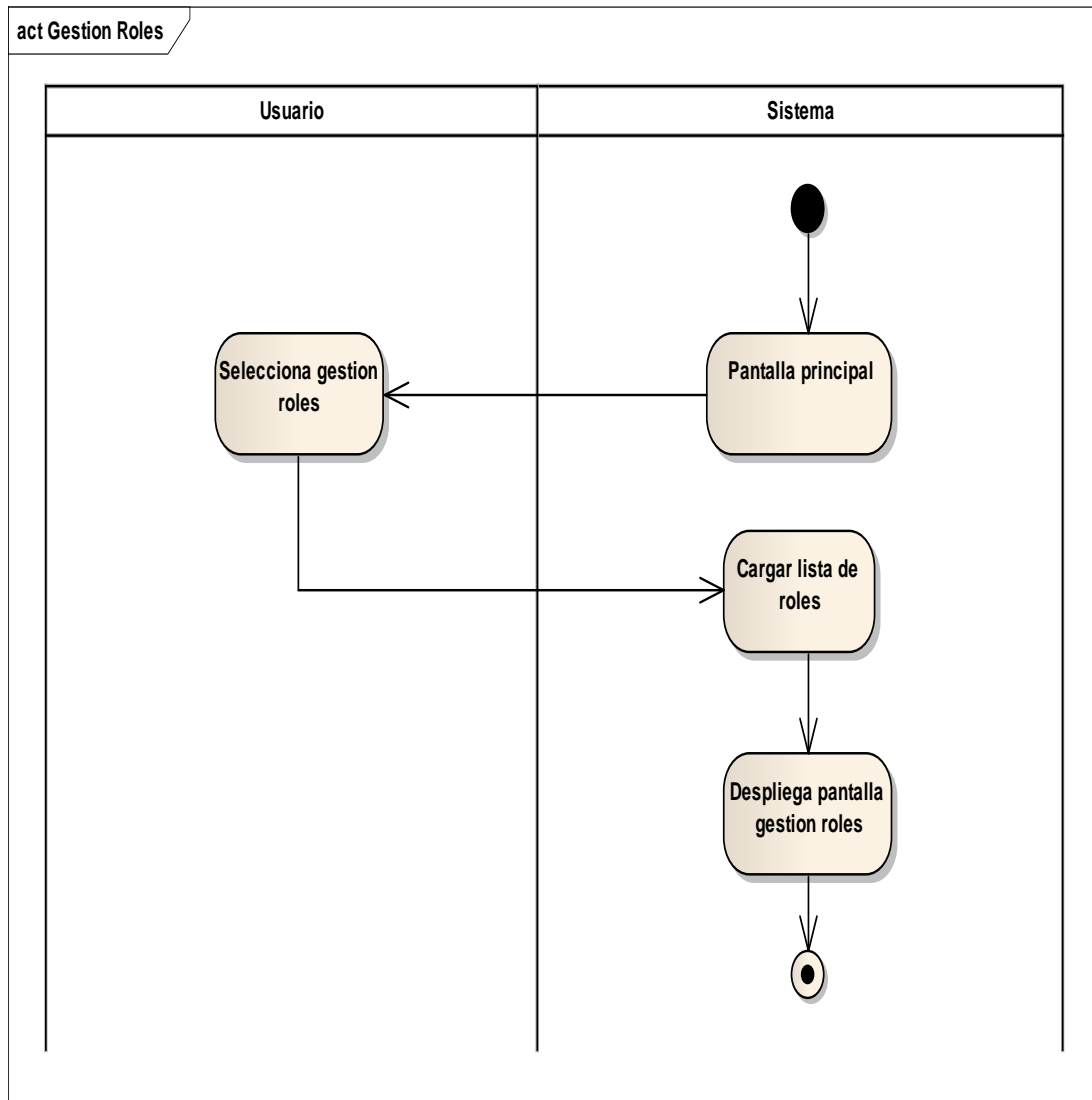 act Gestion Roles
Usuario
Sistema
Selecciona gestion
roles
Pantalla principal
Cargar lista de
roles
Despliega pantalla
gestion roles